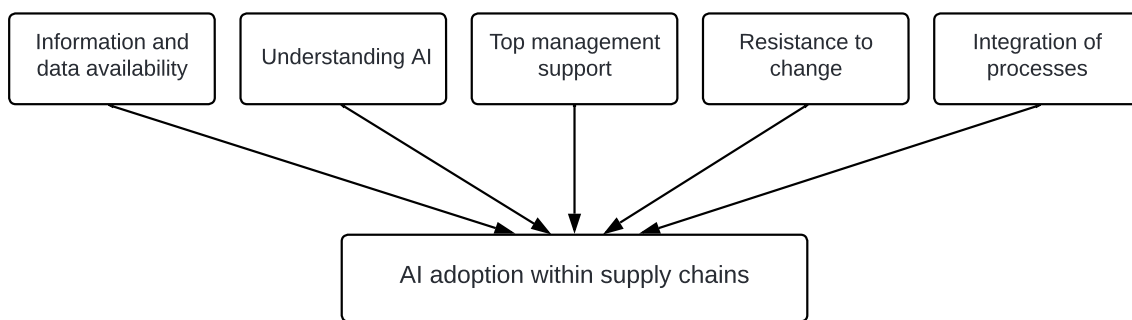 Information and
data availability
Understanding AI
Top management
support
Resistance to
change
Integration of
processes
AI adoption within supply chains